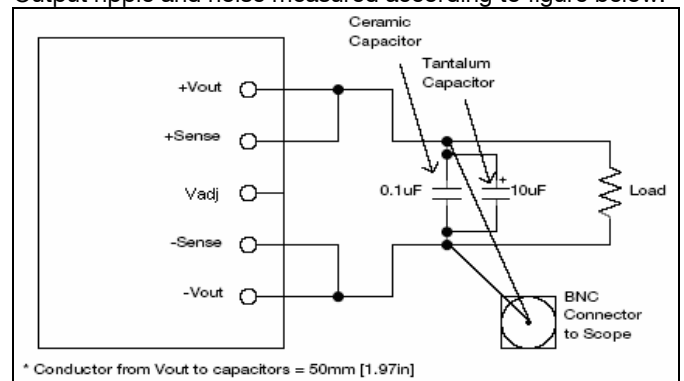 Output ripple and noise measured according to figure below.
Ceramic
Capacitor
Tantalum
Capacitor
+Vout
+Sense
Vadj
-Sense
-Vout
0.1uF
+
10uF
Load
BNC
Connector
to Scope
* Conductor from Vout to capacitors = 50mm [1.97in]